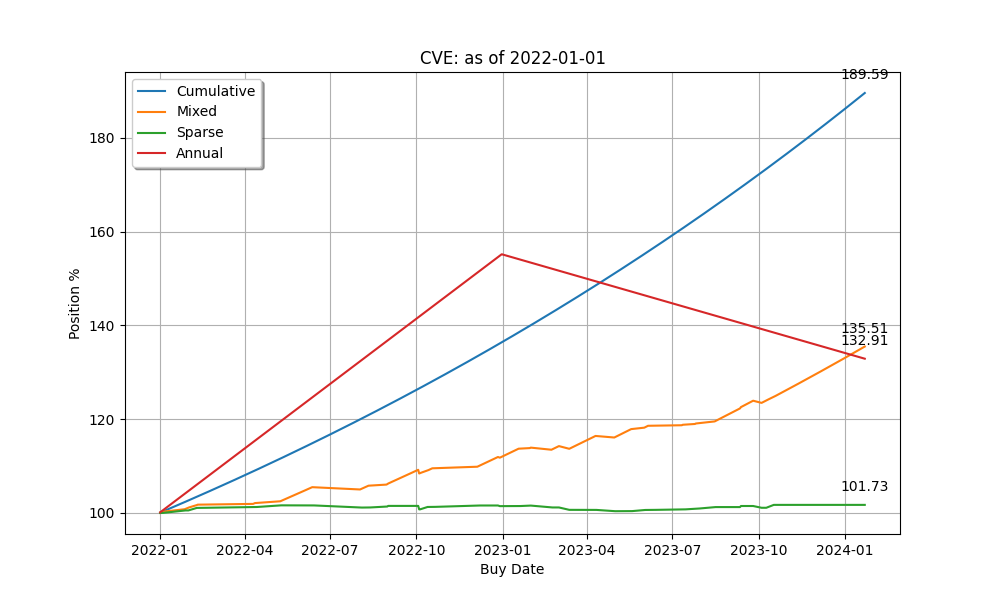 CVE: as of 2022-01-01
189.59
Cumulative
Mixed
Sparse
Annual
180
160
140
120
100
135.51
132.91
101.73
Position %
2022-01
2022-04
2022-07
2022-10
2023-01
2023-04
2023-07
2023-10
2024-01
Buy Date